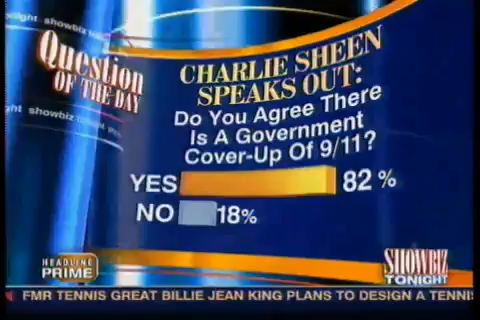 Question
OF THE DAY
CHARLIE SHEEN
SPEAKS OUT:
Do You Agree There
Is A Government
Cover-Up Of 9/11?
YES 82 %
NO 18%
HEADLINE
PRIME
SHOWBIZ
TONIGHT
FMR TENNIS GREAT BILLIE JEAN KING PLANS TO DESIGN A TENNIS